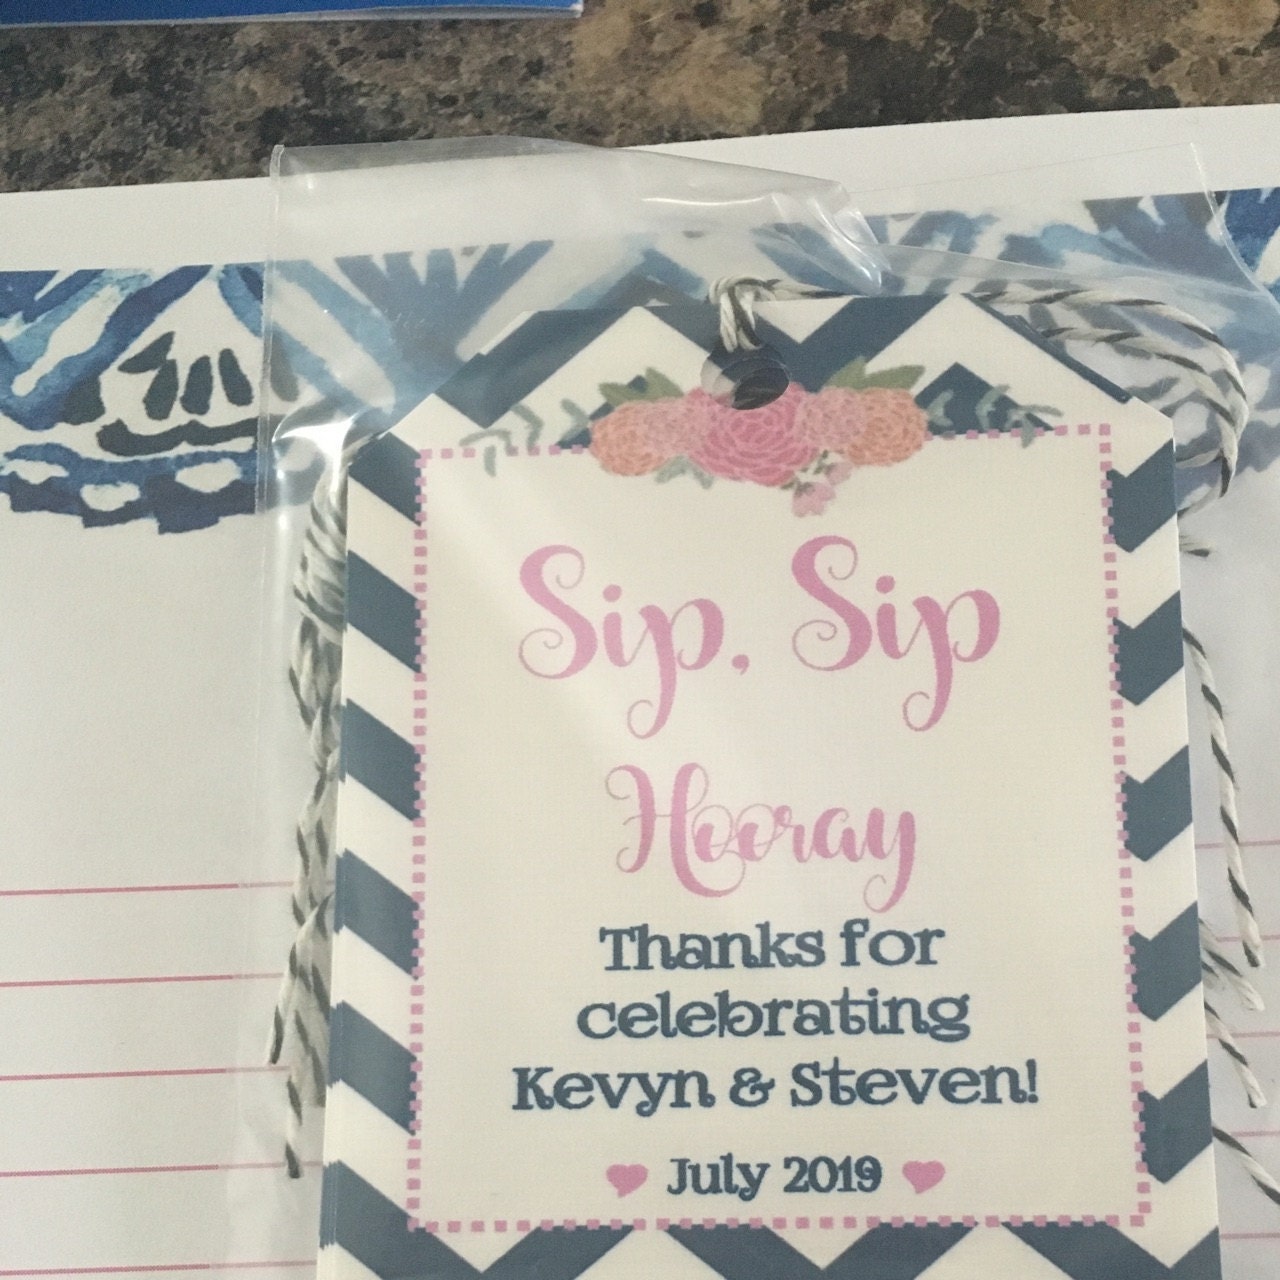 Sip, Sip
Hooray
Thanks for
celebrating
Kevyn & Steven!
July 2019